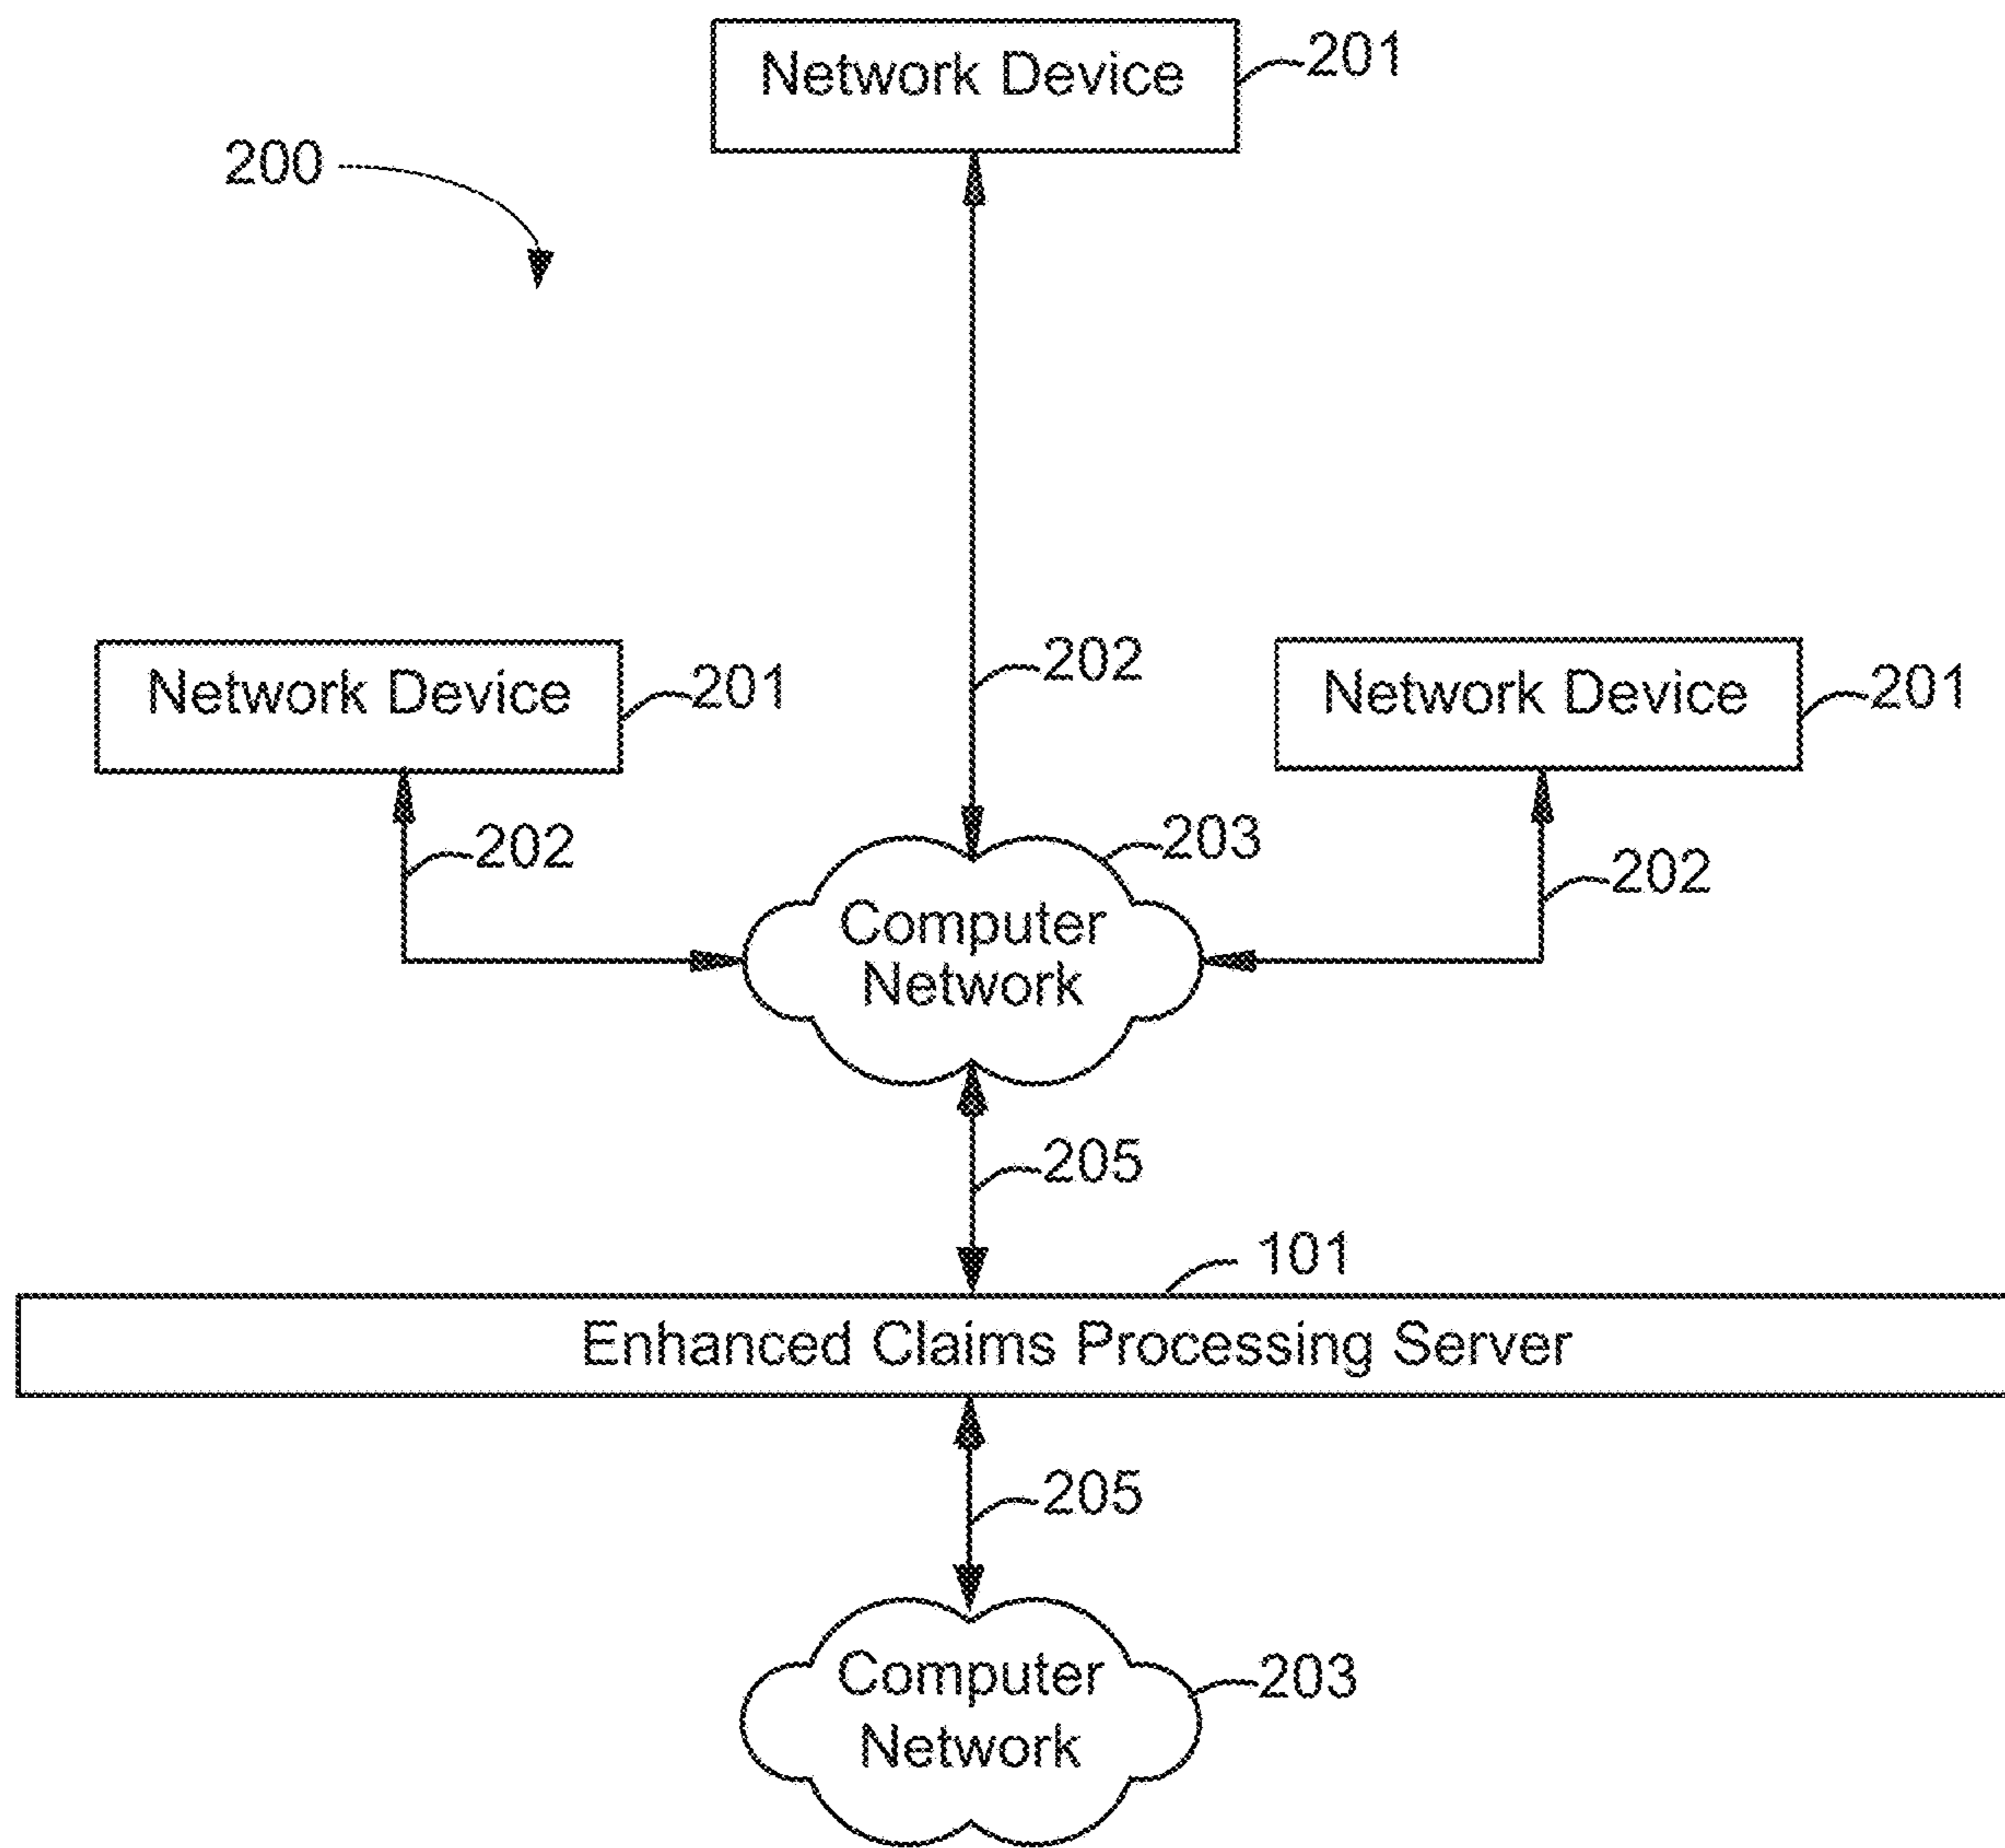 Network Device
201
200
202
Network Device
201
Network Device
201
202
203
202
Computer
Network
205
101
Enhanced Claims Processing Server
205
Computer
Network
203